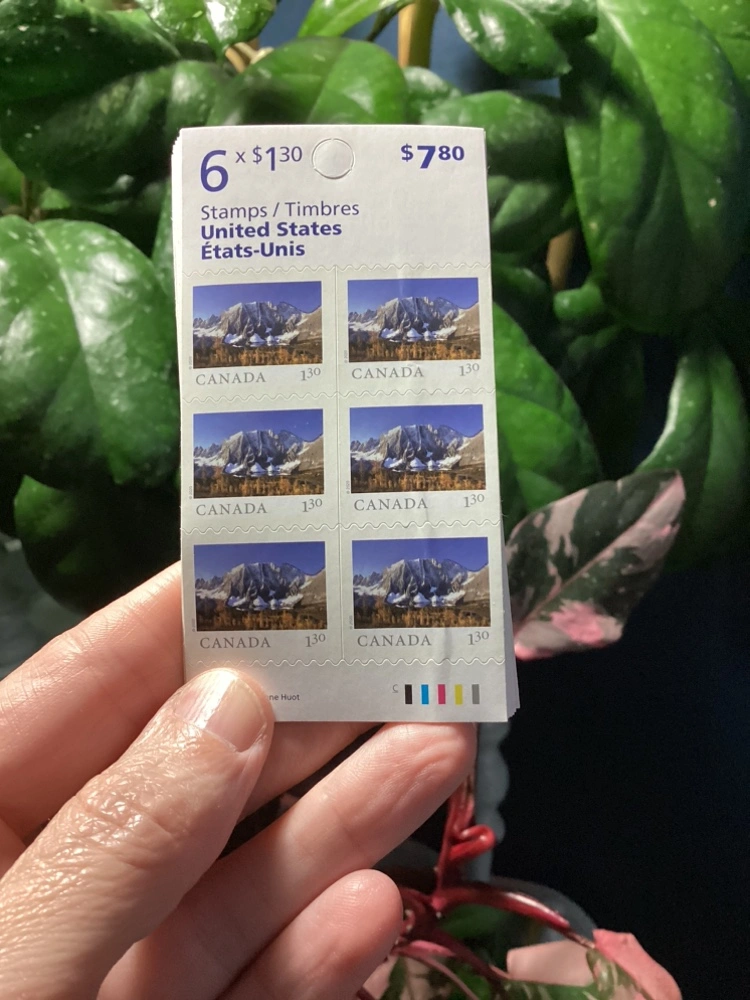 6 x $1.30 $7.80
Stamps / Timbres
United States
États-Unis
CANADA 1.30 CANADA 1.30
CANADA 1.30 CANADA 1.30
CANADA 1.30 CANADA 1.30
Huot C